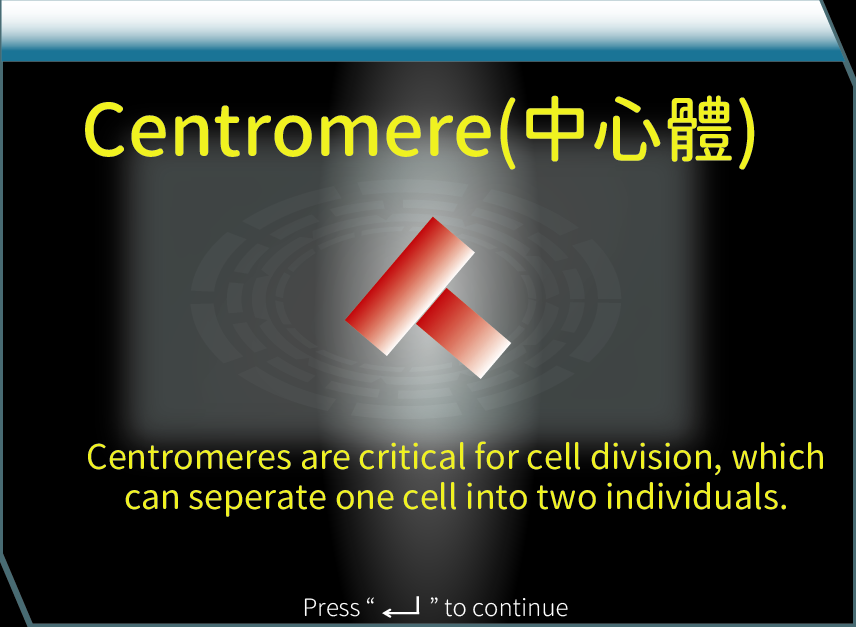 Centromere(中心體)
Centromeres are critical for cell division, which
can seperate one cell into two individuals.
Press “ ↵ ” to continue